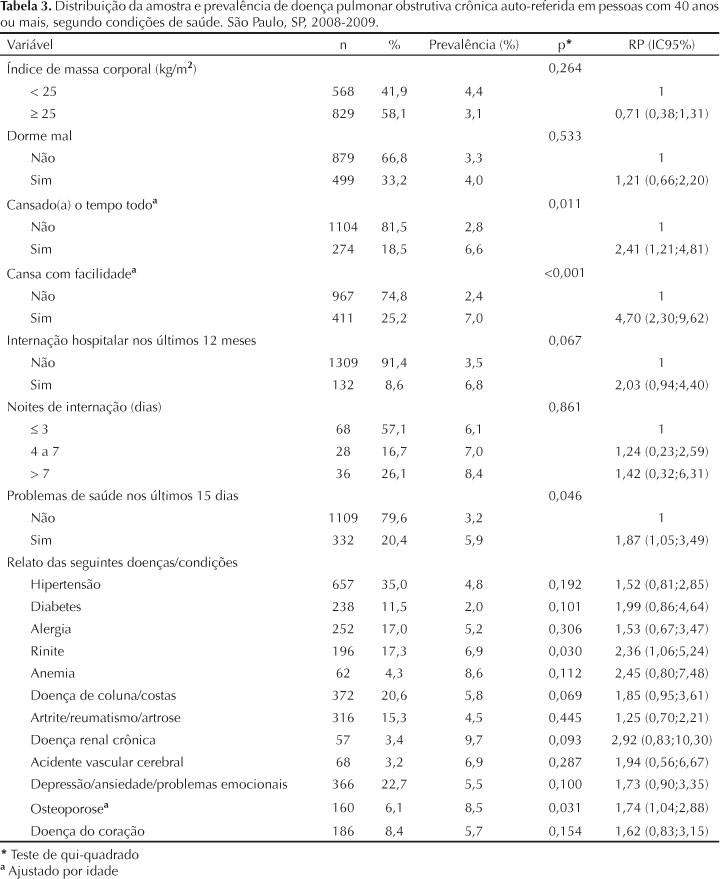 Tabela 3. Distribuição da amostra e prevalência de doença pulmonar obstrutiva crônica auto-referida em pessoas com 40 anos
ou mais, segundo condições de saúde. São Paulo, SP, 2008-2009.
Variável n % Prevalência (%) p* RP (IC95%)
Índice de massa corporal (kg/m²) 0,264
< 25 568 41,9 4,4 1
≥ 25 829 58,1 3,1 0,71 (0,38;1,31)
Dorme mal 0,533
Não 879 66,8 3,3 1
Sim 499 33,2 4,0 1,21 (0,66;2,20)
Cansado(a) o tempo todoª 0,011
Não 1104 81,5 2,8 1
Sim 274 18,5 6,6 2,41 (1,21;4,81)
Cansa com facilidadeª <0,001
Não 967 74,8 2,4 1
Sim 411 25,2 7,0 4,70 (2,30;9,62)
Internação hospitalar nos últimos 12 meses 0,067
Não 1309 91,4 3,5 1
Sim 132 8,6 6,8 2,03 (0,94;4,40)
Noites de internação (dias) 0,861
≤ 3 68 57,1 6,1 1
4 a 7 28 16,7 7,0 1,24 (0,23;2,59)
> 7 36 26,1 8,4 1,42 (0,32;6,31)
Problemas de saúde nos últimos 15 dias 0,046
Não 1109 79,6 3,2 1
Sim 332 20,4 5,9 1,87 (1,05;3,49)
Relato das seguintes doenças/condições
Hipertensão 657 35,0 4,8 0,192 1,52 (0,81;2,85)
Diabetes 238 11,5 2,0 0,101 1,99 (0,86;4,64)
Alergia 252 17,0 5,2 0,306 1,53 (0,67;3,47)
Rinite 196 17,3 6,9 0,030 2,36 (1,06;5,24)
Anemia 62 4,3 8,6 0,112 2,45 (0,80;7,48)
Doença de coluna/costas 372 20,6 5,8 0,069 1,85 (0,95;3,61)
Artrite/reumatismo/artrose 316 15,3 4,5 0,445 1,25 (0,70;2,21)
Doença renal crônica 57 3,4 9,7 0,093 2,92 (0,83;10,30)
Acidente vascular cerebral 68 3,2 6,9 0,287 1,94 (0,56;6,67)
Depressão/ansiedade/problemas emocionais 366 22,7 5,5 0,100 1,73 (0,90;3,35)
Osteoporoseª 160 6,1 8,5 0,031 1,74 (1,04;2,88)
Doença do coração 186 8,4 5,7 0,154 1,62 (0,83;3,15)
* Teste de qui-quadrado
ª Ajustado por idade